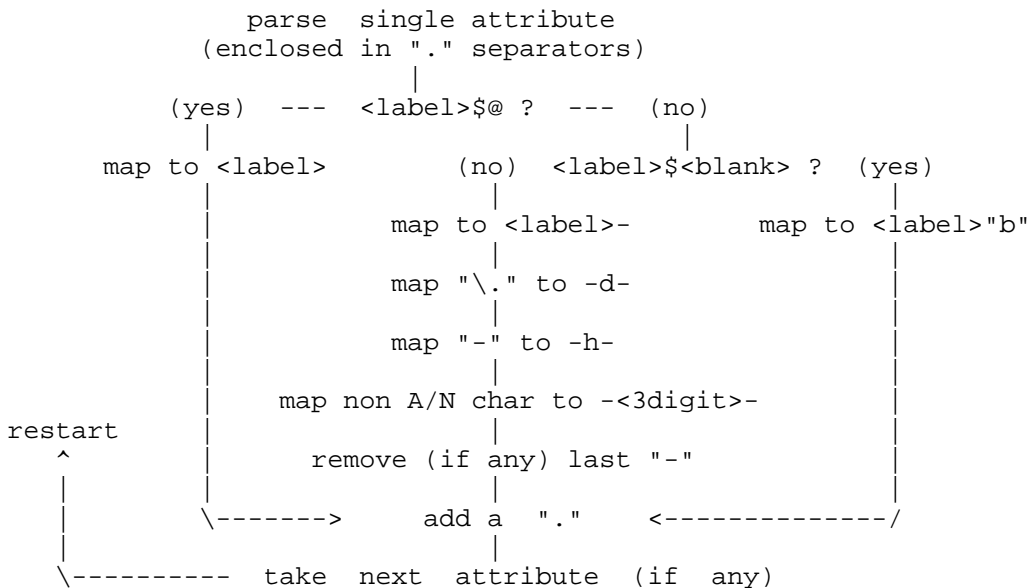 parse  single attribute
(enclosed in "." separators)
|
(yes)  ---  <label>$@ ?  ---  (no)
|                             |
map to <label>        (no)  <label>$<blank> ?  (yes)
|                 |                        |
|           map to <label>-        map to <label>"b"
|                 |                        |
|           map "\." to -d-                |
|                 |                        |
|           map "-" to -h-                 |
|                 |                        |
|    map non A/N char to -<3digit>-        |
restart     |                 |                        |
^        |      remove (if any) last "-"          |
|        |                 |                        |
|        \------->     add a  "."   <--------------/
|                          |
\----------  take  next  attribute  (if  any)